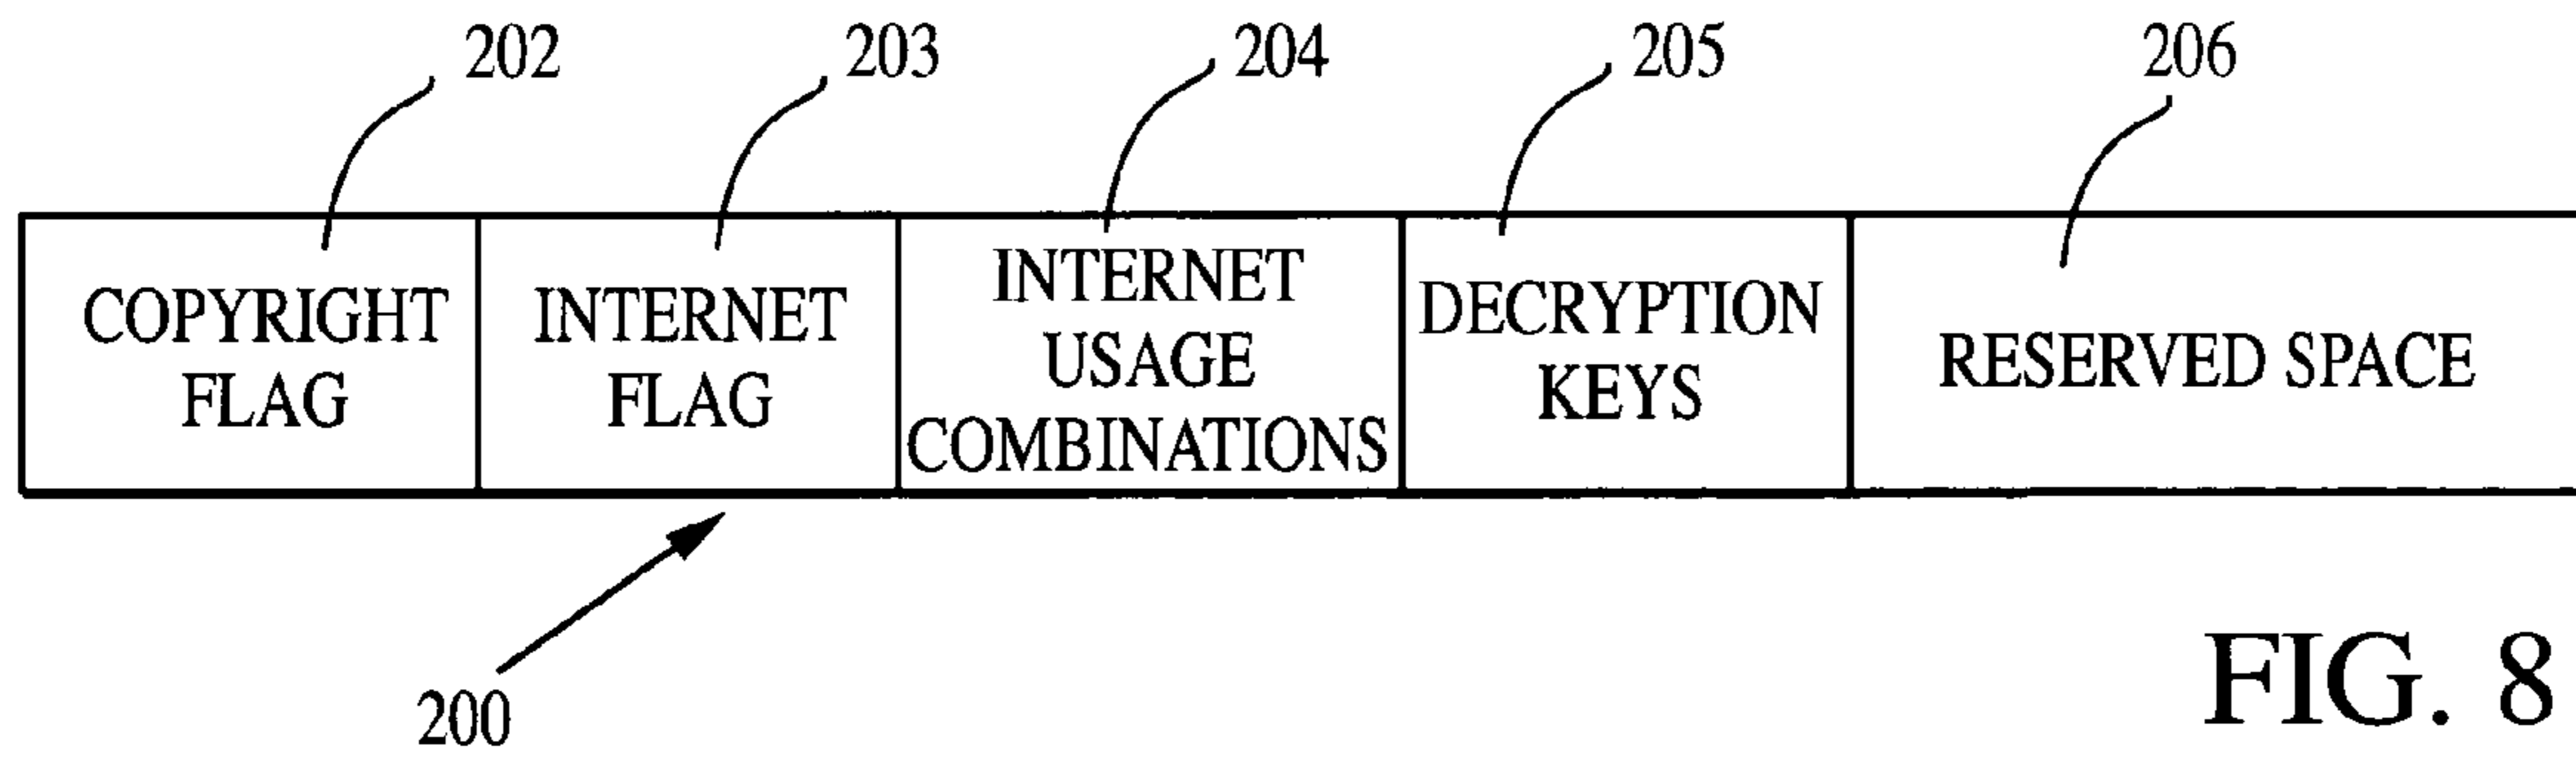 202
203
204
205
206
COPYRIGHT
FLAG
INTERNET
FLAG
INTERNET
USAGE
COMBINATIONS
DECRYPTION
KEYS
RESERVED SPACE
200
FIG. 8